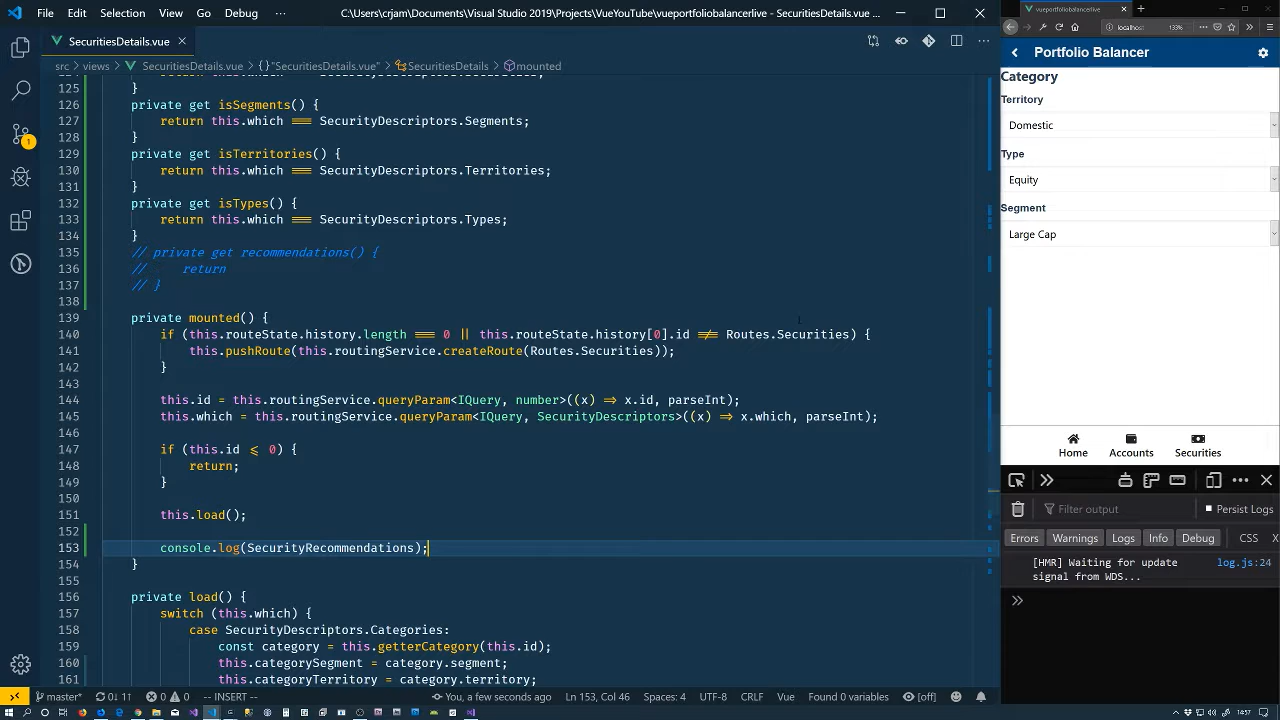 File Edit Selection View Go Debug ··· C:\crjam\Documents\Visual Studio 2019\Projects\VueYouTube\vueportfoliobalancerlive - SecuritiesDetails.vue ...
SecuritiesDetails.vue
src > views > SecuritiesDetails.vue > {} "SecuritiesDetails.vue" > SecuritiesDetails > mounted
125 }
126 private get isSegments() {
127 return this.which === SecurityDescriptors.Segments;
128 }
129 private get isTerritories() {
130 return this.which === SecurityDescriptors.Territories;
131 }
132 private get isTypes() {
133 return this.which === SecurityDescriptors.Types;
134 }
135 // private get recommendations() {
136 // return
137 // }
138
139 private mounted() {
140 if (this.routeState.history.length === 0 || this.routeState.history[0].id !== Routes.Securities) {
141 this.pushRoute(this.routingService.createRoute(Routes.Securities));
142 }
143
144 this.id = this.routingService.queryParam<IQuery, number>((x) => x.id, parseInt);
145 this.which = this.routingService.queryParam<IQuery, SecurityDescriptors>((x) => x.which, parseInt);
146
147 if (this.id <= 0) {
148 return;
149 }
150
151 this.load();
152
153 console.log(SecurityRecommendations);
154 }
155
156 private load() {
157 switch (this.which) {
158 case SecurityDescriptors.Categories:
159 const category = this.getterCategory(this.id);
160 this.categorySegment = category.segment;
161 this.categoryTerritory = category.territory;
master* 0↓ 1↑ 0 0 -- INSERT -- You, a few seconds ago Ln 153, Col 46 Spaces: 4 UTF-8 CRLF Vue Found 0 variables [off]
vueportfoliobalancerlive
localhost 133%
Portfolio Balancer
Category
Territory
Domestic
Type
Equity
Segment
Large Cap
Home Accounts Securities
Filter output Persist Logs
Errors Warnings Logs Info Debug CSS X
[HMR] Waiting for update log.js:24
signal from WDS...
14:57